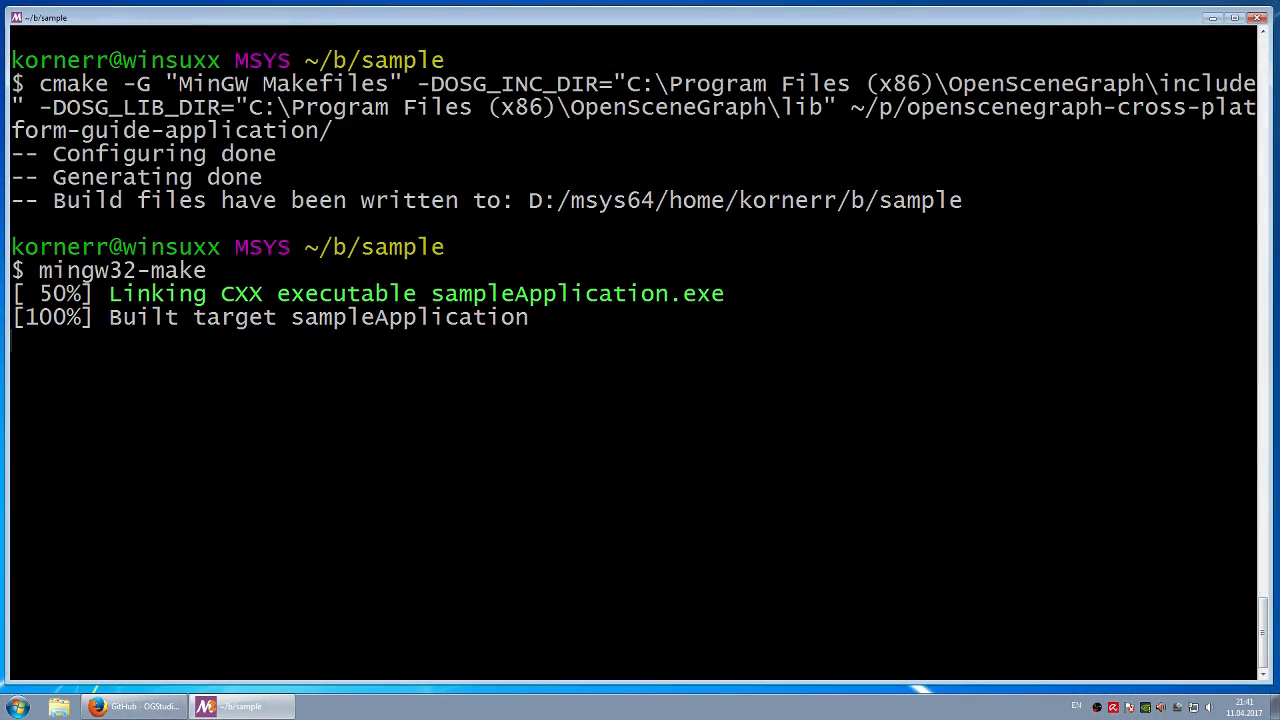 ~/b/sample
kornerr@winsuxx MSYS ~/b/sample
$ cmake -G "MinGW Makefiles" -DOSG_INC_DIR="C:\Program Files (x86)\OpenSceneGraph\include
" -DOSG_LIB_DIR="C:\Program Files (x86)\OpenSceneGraph\lib" ~/p/openscenegraph-cross-plat
form-guide-application/
-- Configuring done
-- Generating done
-- Build files have been written to: D:/msys64/home/kornerr/b/sample
kornerr@winsuxx MSYS ~/b/sample
$ mingw32-make
[ 50%] Linking CXX executable sampleApplication.exe
[100%] Built target sampleApplication
GitHub - OGStudi...
~/b/sample
EN
21:41
11.04.2017